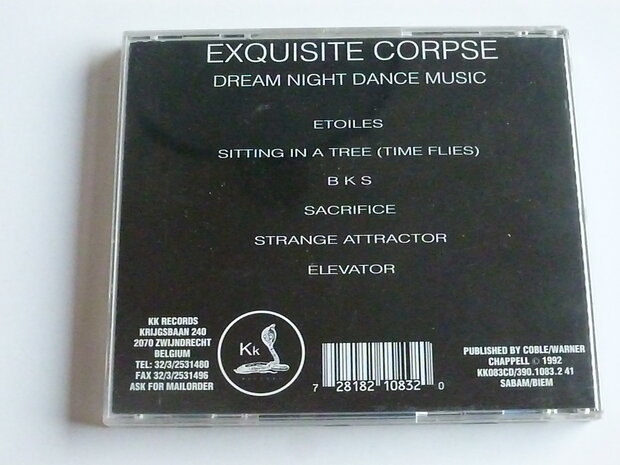 EXQUISITE CORPSE
DREAM NIGHT DANCE MUSIC
ETOILES
SITTING IN A TREE (TIME FLIES)
B K S
SACRIFICE
STRANGE ATTRACTOR
ELEVATOR
KK RECORDS
KRIJGSBAAN 240
2070 ZWIJNDRECHT
BELGIUM
TEL: 32/3/2531480
FAX 32/3/2531496
ASK FOR MAILORDER
Kk
7 28182 10832 0
PUBLISHED BY COBLE/WARNER
CHAPPELL © 1992
KK083CD/390.1083.2 41
SABAM/BIEM